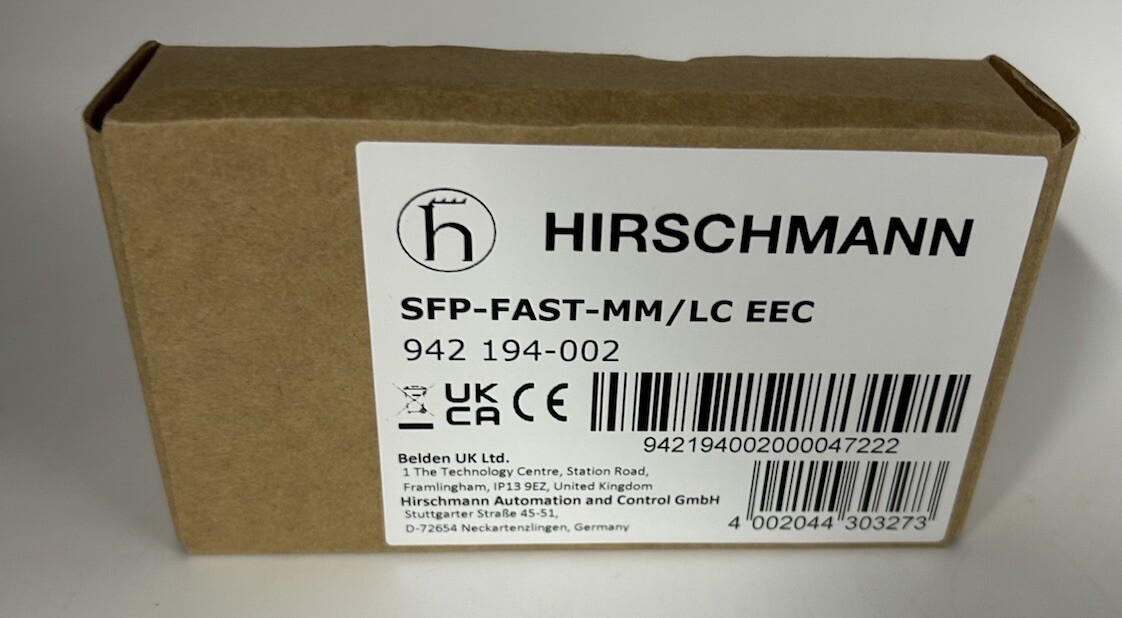 h HIRSCHMANN
SFP-FAST-MM/LC EEC
942 194-002
UK
CA CE
942194002000047222
Belden UK Ltd.
1 The Technology Centre, Station Road,
Framlingham, IP13 9EZ, United Kingdom
Hirschmann Automation and Control GmbH
Stuttgarter Straße 45-51,
D-72654 Neckartenzlingen, Germany
4 002044 303273